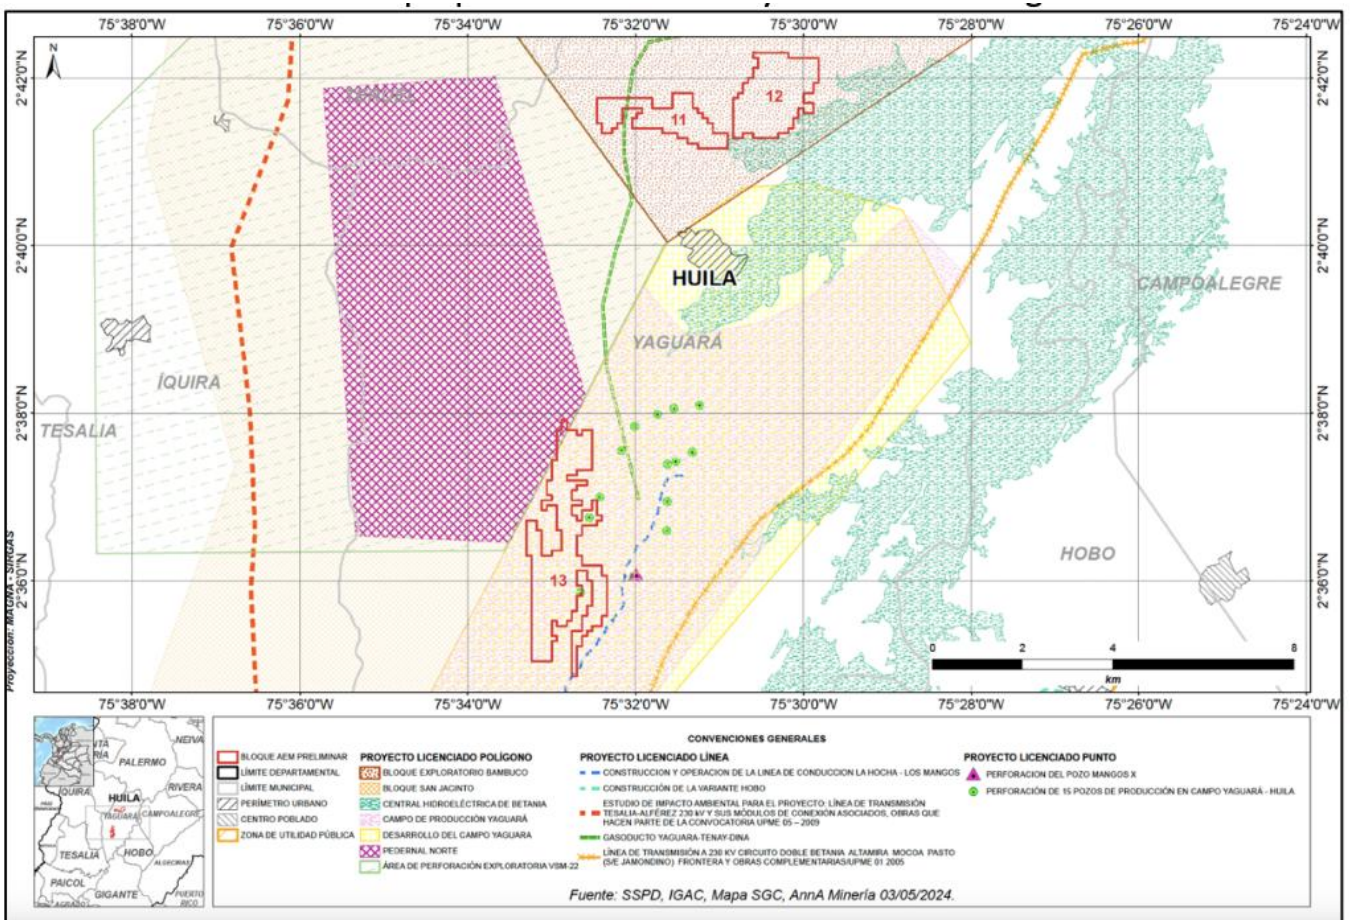 75°38'0"W 75°36'0"W 75°34'0"W 75°32'0"W 75°30'0"W 75°28'0"W 75°26'0"W 75°24'0"W
N
2°42'0"N
2°42'0"N
12
11
2°40'0"N
2°40'0"N
HUILA
CAMPOALEGRE
YAGUARÁ
ÍQUIRA
TESALIA
2°38'0"N
2°38'0"N
HOBO
13
2°36'0"N
2°36'0"N
Proyección: MAGNA - SIRGAS
0 2 4 8
km
75°38'0"W 75°36'0"W 75°34'0"W 75°32'0"W 75°30'0"W 75°28'0"W 75°26'0"W 75°24'0"W
NEIVA
PALERMO
RIVERA
HUILA
YAGUARÁ
CAMPOALEGRE
TESALIA
HOBO
ALGECIRAS
PAICOL
GIGANTE
PUERTO
RICO
CONVENCIONES GENERALES
BLOQUE AEM PRELIMINAR
LÍMITE DEPARTAMENTAL
LÍMITE MUNICIPAL
PERÍMETRO URBANO
CENTRO POBLADO
ZONA DE UTILIDAD PÚBLICA
PROYECTO LICENCIADO POLÍGONO
BLOQUE EXPLORATORIO BAMBUCO
BLOQUE SAN JACINTO
CENTRAL HIDROELÉCTRICA DE BETANIA
CAMPO DE PRODUCCIÓN YAGUARÁ
DESARROLLO DEL CAMPO YAGUARA
PEDERNAL NORTE
ÁREA DE PERFORACIÓN EXPLORATORIA VSM-22
PROYECTO LICENCIADO LÍNEA
CONSTRUCCION Y OPERACION DE LA LINEA DE CONDUCCION LA HOCHA - LOS MANGOS
CONSTRUCCIÓN DE LA VARIANTE HOBO
ESTUDIO DE IMPACTO AMBIENTAL PARA EL PROYECTO: LÍNEA DE TRANSMISIÓN
TESALIA-ALFÉREZ 230 kV Y SUS MÓDULOS DE CONEXIÓN ASOCIADOS, OBRAS QUE
HACEN PARTE DE LA CONVOCATORIA UPME 05 – 2009
GASODUCTO YAGUARA-TENAY-DINA
LÍNEA DE TRANSMISIÓN A 230 KV CIRCUITO DOBLE BETANIA ALTAMIRA MOCOA PASTO
(S/E JAMONDINO) FRONTERA Y OBRAS COMPLEMENTARIAS/UPME 01 2005
PROYECTO LICENCIADO PUNTO
PERFORACION DEL POZO MANGOS X
PERFORACIÓN DE 15 POZOS DE PRODUCCIÓN EN CAMPO YAGUARÁ - HUILA
Fuente: SSPD, IGAC, Mapa SGC, AnnA Minería 03/05/2024.